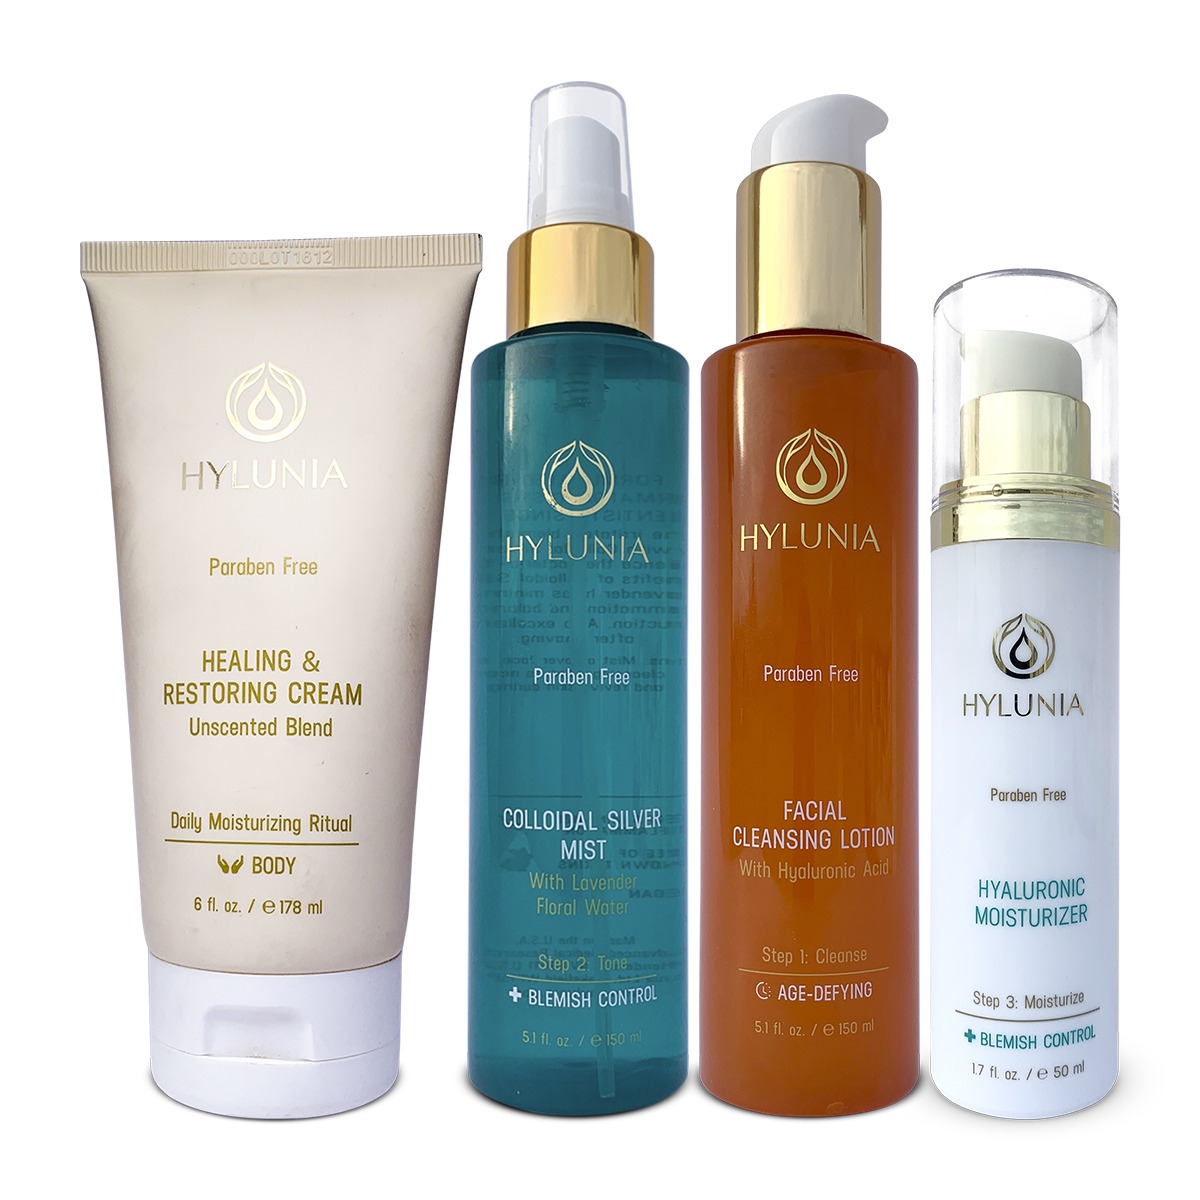 000LOT1612
HYLUNIA
Paraben Free
HEALING &
RESTORING CREAM
Unscented Blend
Daily Moisturizing Ritual
BODY
6 fl. oz. / ℮ 178 ml
HYLUNIA
Paraben Free
COLLOIDAL SILVER
MIST
With Lavender
Floral Water
Step 2: Tone
BLEMISH CONTROL
5.1 fl. oz. / ℮ 150 ml
HYLUNIA
Paraben Free
FACIAL
CLEANSING LOTION
With Hyaluronic Acid
Step 1: Cleanse
AGE-DEFYING
5.1 fl. oz. / ℮ 150 ml
HYLUNIA
Paraben Free
HYALURONIC
MOISTURIZER
Step 3: Moisturize
BLEMISH CONTROL
1.7 fl. oz. / ℮ 50 ml